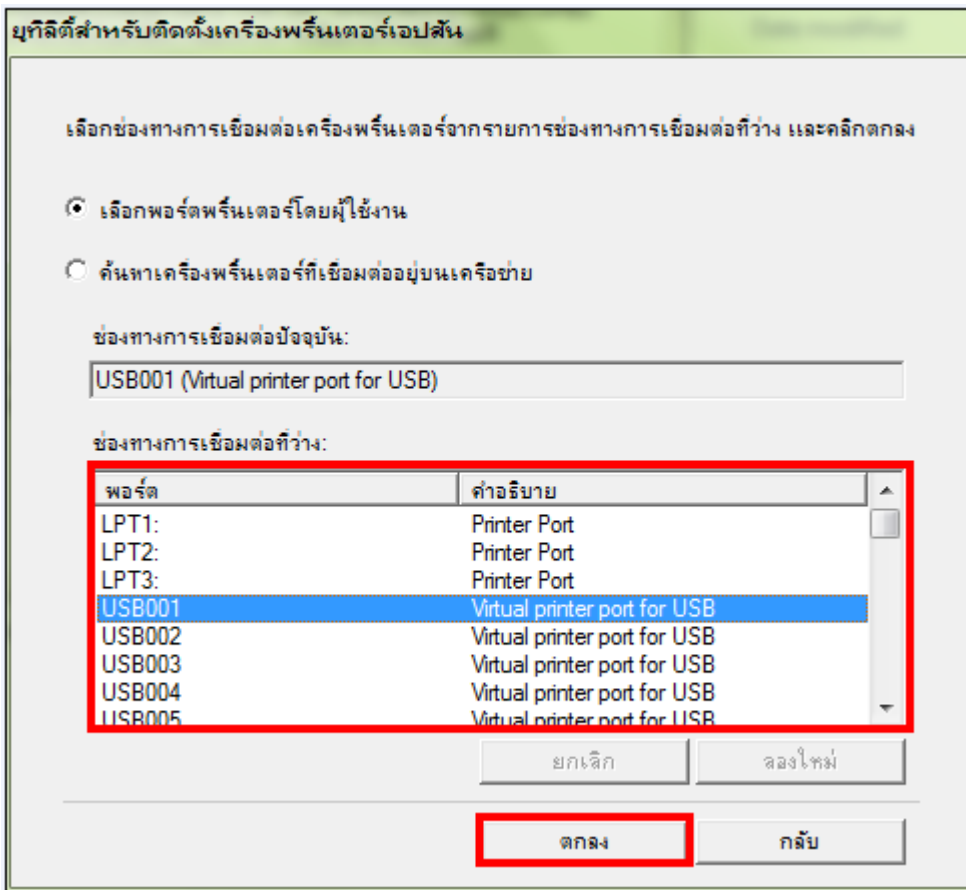 ยูทิลิตี้สำหรับติดตั้งเครื่องพริ้นเตอร์เอปสัน
เลือกช่องทางการเชื่อมต่อเครื่องพริ้นเตอร์จากรายการช่องทางการเชื่อมต่อที่ว่าง และคลิกตกลง
เลือกพอร์ตพริ้นเตอร์โดยผู้ใช้งาน
ค้นหาเครื่องพริ้นเตอร์ที่เชื่อมต่ออยู่บนเครือข่าย
ช่องทางการเชื่อมต่อปัจจุบัน:
USB001 (Virtual printer port for USB)
ช่องทางการเชื่อมต่อที่ว่าง:
พอร์ต คำอธิบาย
LPT1: Printer Port
LPT2: Printer Port
LPT3: Printer Port
USB001 Virtual printer port for USB
USB002 Virtual printer port for USB
USB003 Virtual printer port for USB
USB004 Virtual printer port for USB
USB005 Virtual printer port for USB
ยกเลิก ลองใหม่
ตกลง กลับ